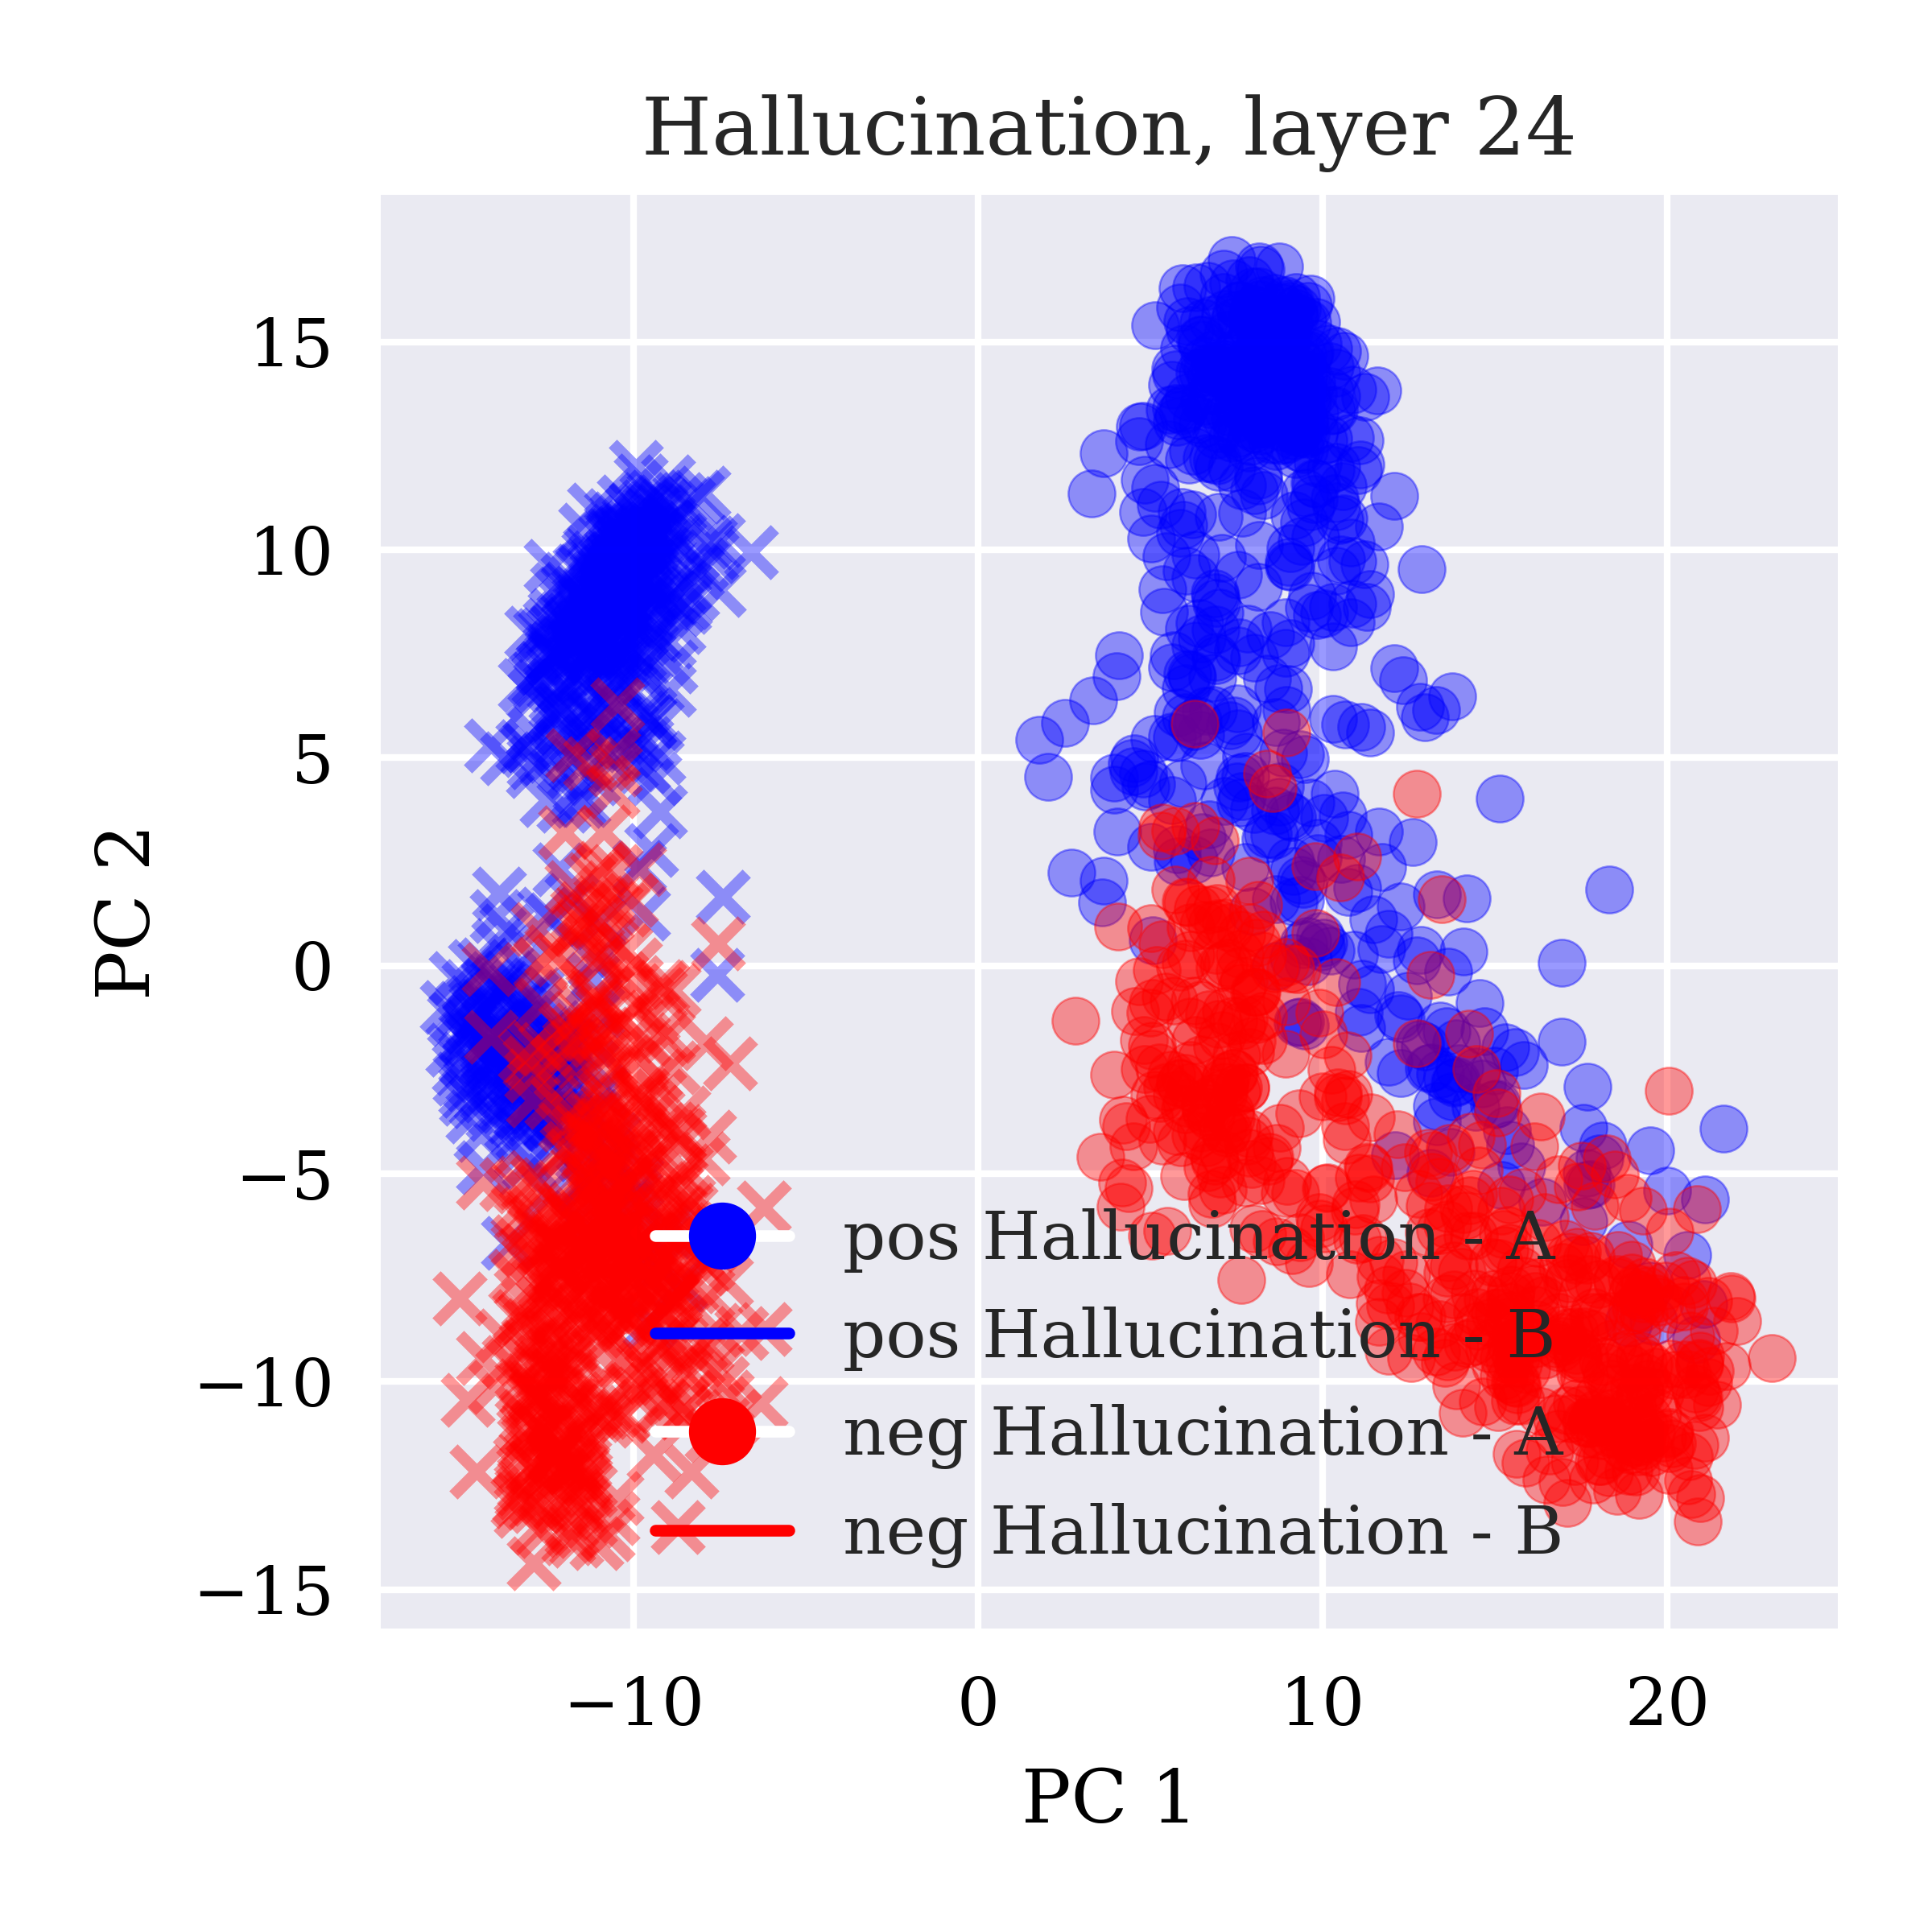 Hallucination, layer 24
15
10
5
0
−5
−10
−15
PC 2
pos Hallucination - A
pos Hallucination - B
neg Hallucination - A
neg Hallucination - B
−10 0 10 20
PC 1